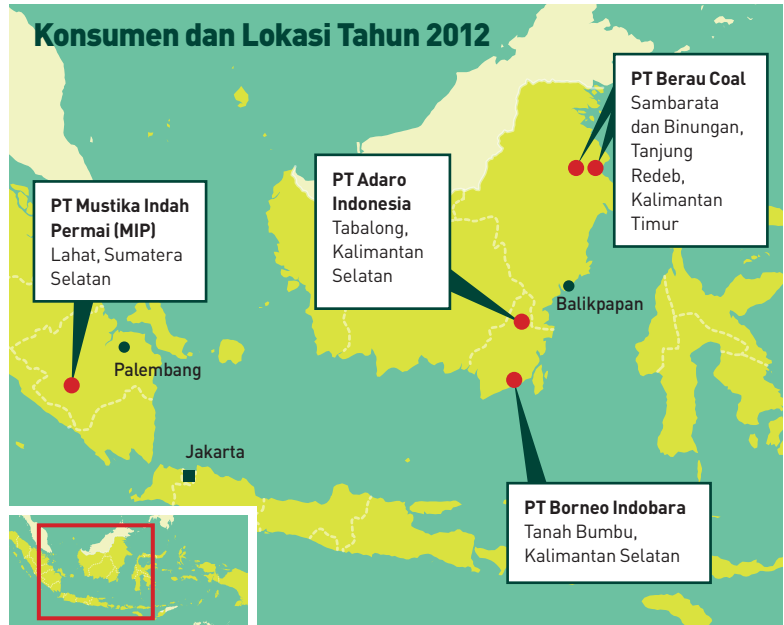 Konsumen dan Lokasi Tahun 2012
PT Berau Coal
Sambarata
dan Binungan,
Tanjung
Redeb,
Kalimantan
Timur
PT Adaro
Indonesia
Tabalong,
Kalimantan
Selatan
PT Mustika Indah
Permai (MIP)
Lahat, Sumatera
Selatan
Balikpapan
Palembang
Jakarta
PT Borneo Indobara
Tanah Bumbu,
Kalimantan Selatan